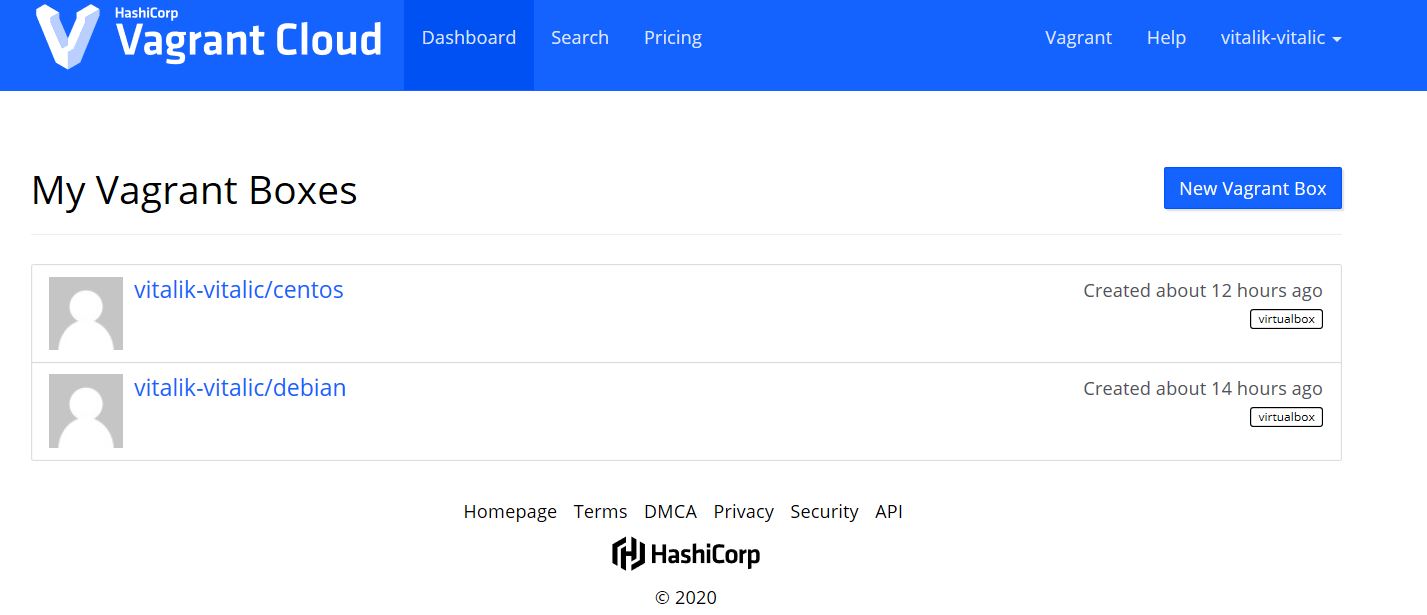 HashiCorp
Vagrant Cloud
Dashboard Search Pricing Vagrant Help vitalik-vitalic
My Vagrant Boxes
New Vagrant Box
vitalik-vitalic/centos Created about 12 hours ago
virtualbox
vitalik-vitalic/debian Created about 14 hours ago
virtualbox
Homepage Terms DMCA Privacy Security API
HashiCorp
© 2020